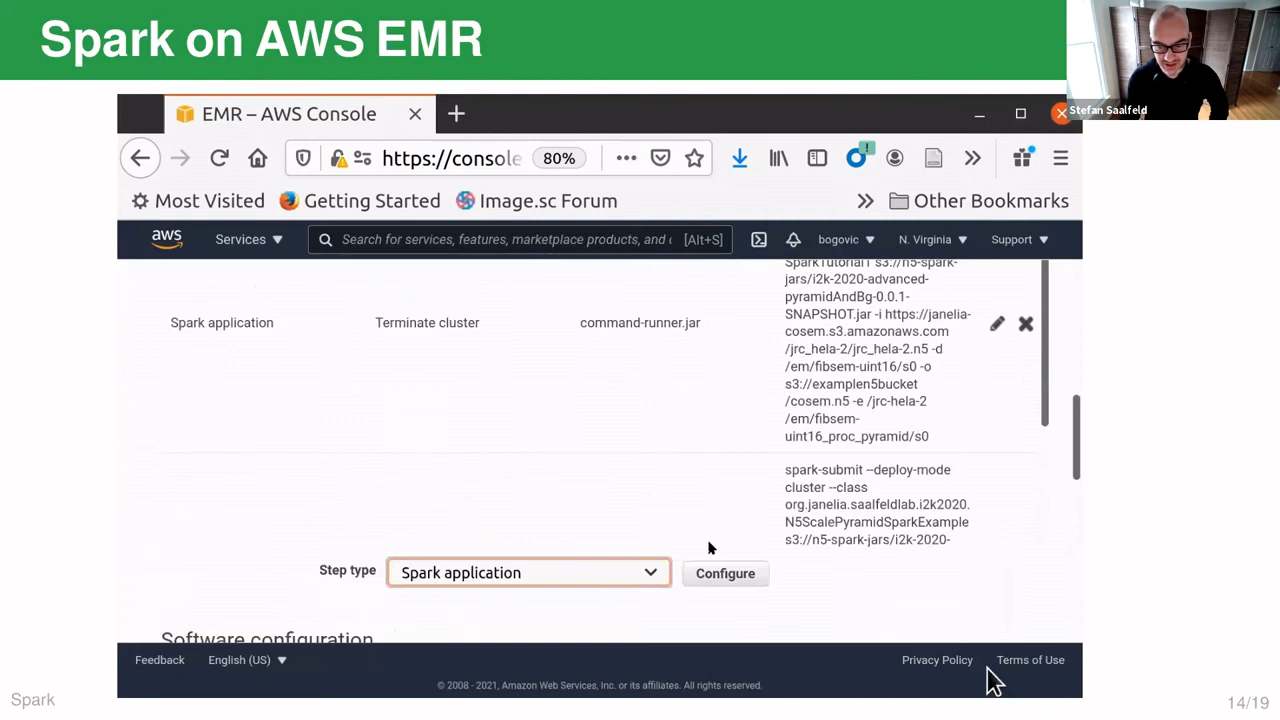 Spark on AWS EMR
Stefan Saalfeld
EMR – AWS Console
https://console
80%
Most Visited
Getting Started
Image.sc Forum
Other Bookmarks
aws
Services
Search for services, features, marketplace products, and d
[Alt+S]
bogovic
N. Virginia
Support
SparkTutorial1 s3://n5-spark-
jars/i2k-2020-advanced-
pyramidAndBg-0.0.1-
Spark application
Terminate cluster
command-runner.jar
SNAPSHOT.jar -i https://janelia-
cosem.s3.amazonaws.com
/jrc_hela-2/jrc_hela-2.n5 -d
/em/fibsem-uint16/s0 -o
s3://examplen5bucket
/cosem.n5 -e /jrc-hela-2
/em/fibsem-
uint16_proc_pyramid/s0
spark-submit --deploy-mode
cluster --class
org.janelia.saalfeldlab.i2k2020.
N5ScalePyramidSparkExample
s3://n5-spark-jars/i2k-2020-
Step type
Spark application
Configure
Software configuration
Feedback
English (US)
Privacy Policy
Terms of Use
© 2008 - 2021, Amazon Web Services, Inc. or its affiliates. All rights reserved.
Spark
14/19